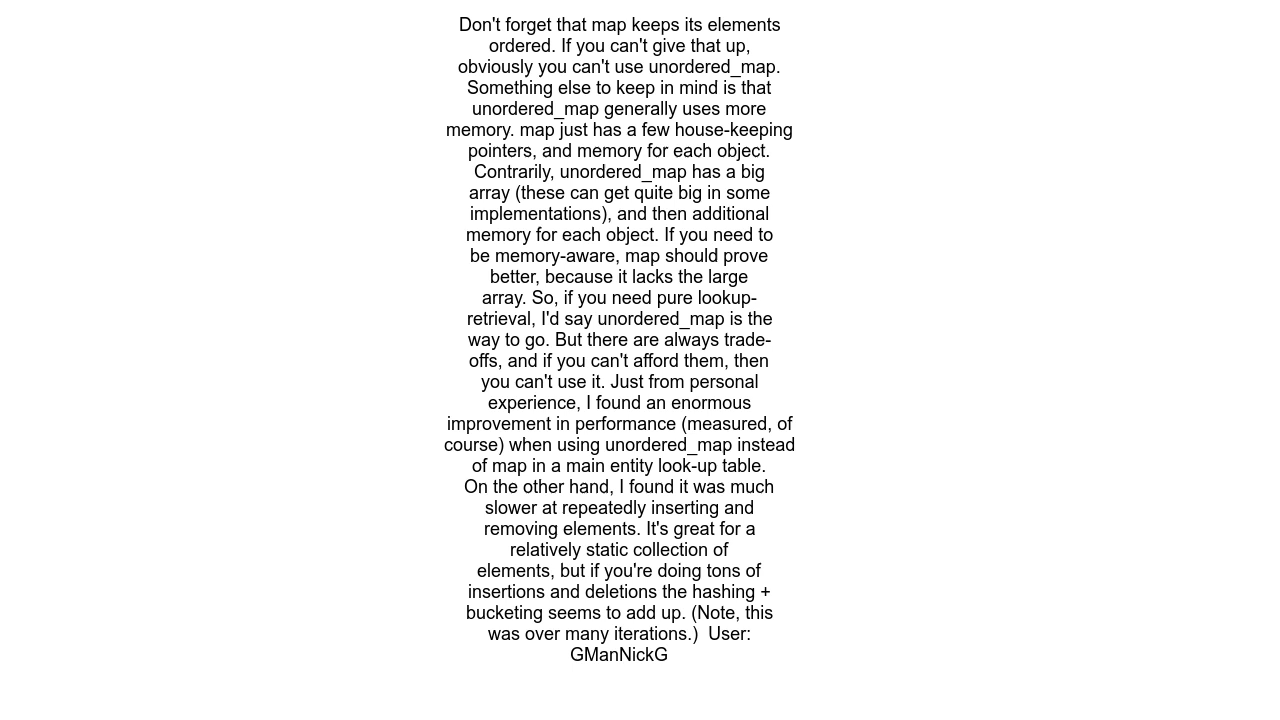 Don't forget that map keeps its elements
ordered. If you can't give that up,
obviously you can't use unordered_map.
Something else to keep in mind is that
unordered_map generally uses more
memory. map just has a few house-keeping
pointers, and memory for each object.
Contrarily, unordered_map has a big
array (these can get quite big in some
implementations), and then additional
memory for each object. If you need to
be memory-aware, map should prove
better, because it lacks the large
array. So, if you need pure lookup-
retrieval, I'd say unordered_map is the
way to go. But there are always trade-
offs, and if you can't afford them, then
you can't use it. Just from personal
experience, I found an enormous
improvement in performance (measured, of
course) when using unordered_map instead
of map in a main entity look-up table.
On the other hand, I found it was much
slower at repeatedly inserting and
removing elements. It's great for a
relatively static collection of
elements, but if you're doing tons of
insertions and deletions the hashing +
bucketing seems to add up. (Note, this
was over many iterations.)  User:
GManNickG